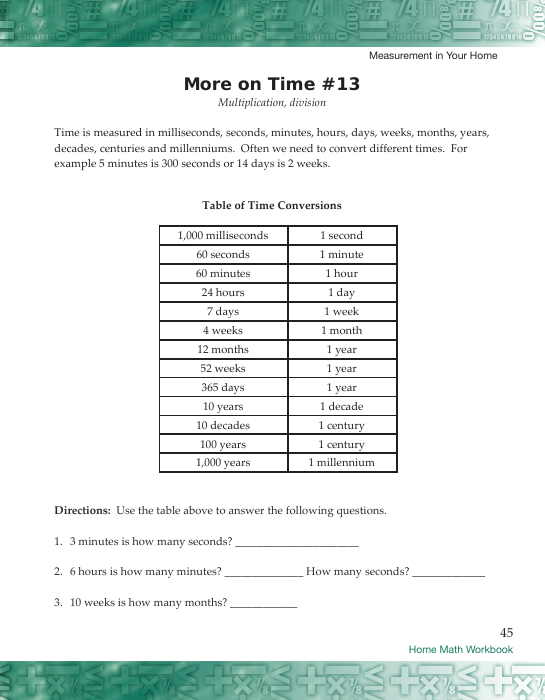 Measurement in Your Home
More on Time #13
Multiplication, division
Time is measured in milliseconds, seconds, minutes, hours, days, weeks, months, years,
decades, centuries and millenniums.  Often we need to convert different times.  For
example 5 minutes is 300 seconds or 14 days is 2 weeks.
Table of Time Conversions
1,000 milliseconds 1 second
60 seconds 1 minute
60 minutes 1 hour
24 hours 1 day
7 days 1 week
4 weeks 1 month
12 months 1 year
52 weeks 1 year
365 days 1 year
10 years 1 decade
10 decades 1 century
100 years 1 century
1,000 years 1 millennium
Directions:  Use the table above to answer the following questions.
1.  3 minutes is how many seconds? ______________________
2.  6 hours is how many minutes? ______________ How many seconds? _____________
3.  10 weeks is how many months? ____________
45
Home Math Workbook